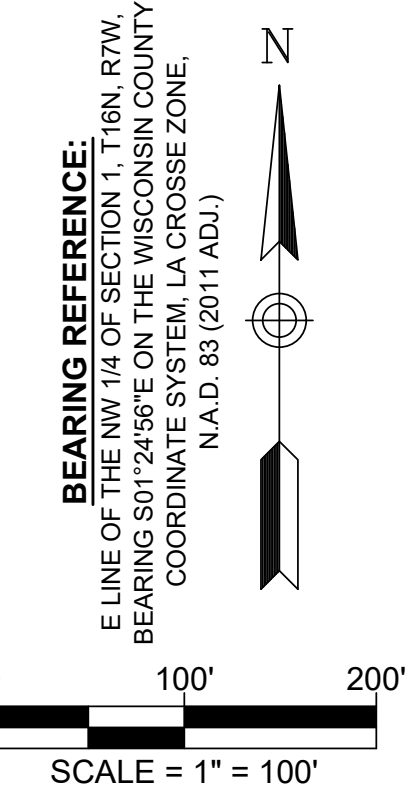 N
BEARING REFERENCE:
E LINE OF THE NW 1/4 OF SECTION 1, T16N, R7W,
BEARING S01°24'56"E ON THE WISCONSIN COUNTY
COORDINATE SYSTEM, LA CROSSE ZONE,
N.A.D. 83 (2011 ADJ.)
100' 200'
SCALE = 1" = 100'